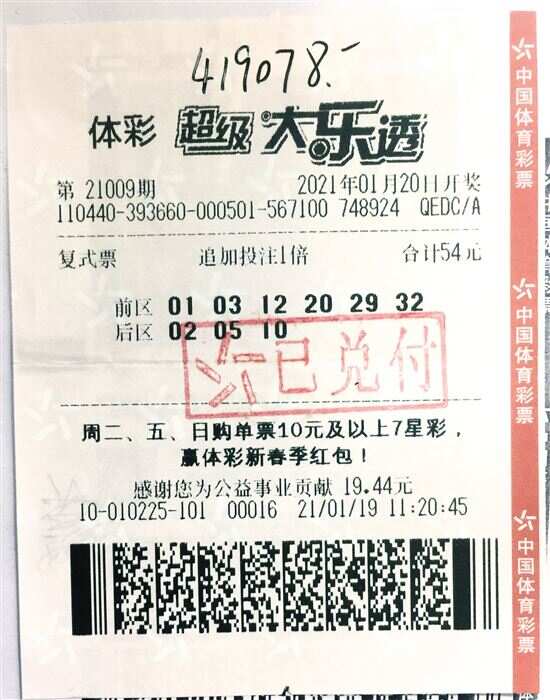 419078.-
体彩 超级大乐透
第 21009期 2021年01月20日开奖
110440-393660-000501-567100 748924 QEDC/A
复式票 追加投注1倍 合计54元
前区 01 03 12 20 29 32
后区 02 05 10
已兑付
周二、五、日购单票10元及以上7星彩，
赢体彩新春季红包！
感谢您为公益事业贡献 19.44元
10-010225-101 00016 21/01/19 11:20:45
中国体育彩票
中国体育彩票
中国体育彩票